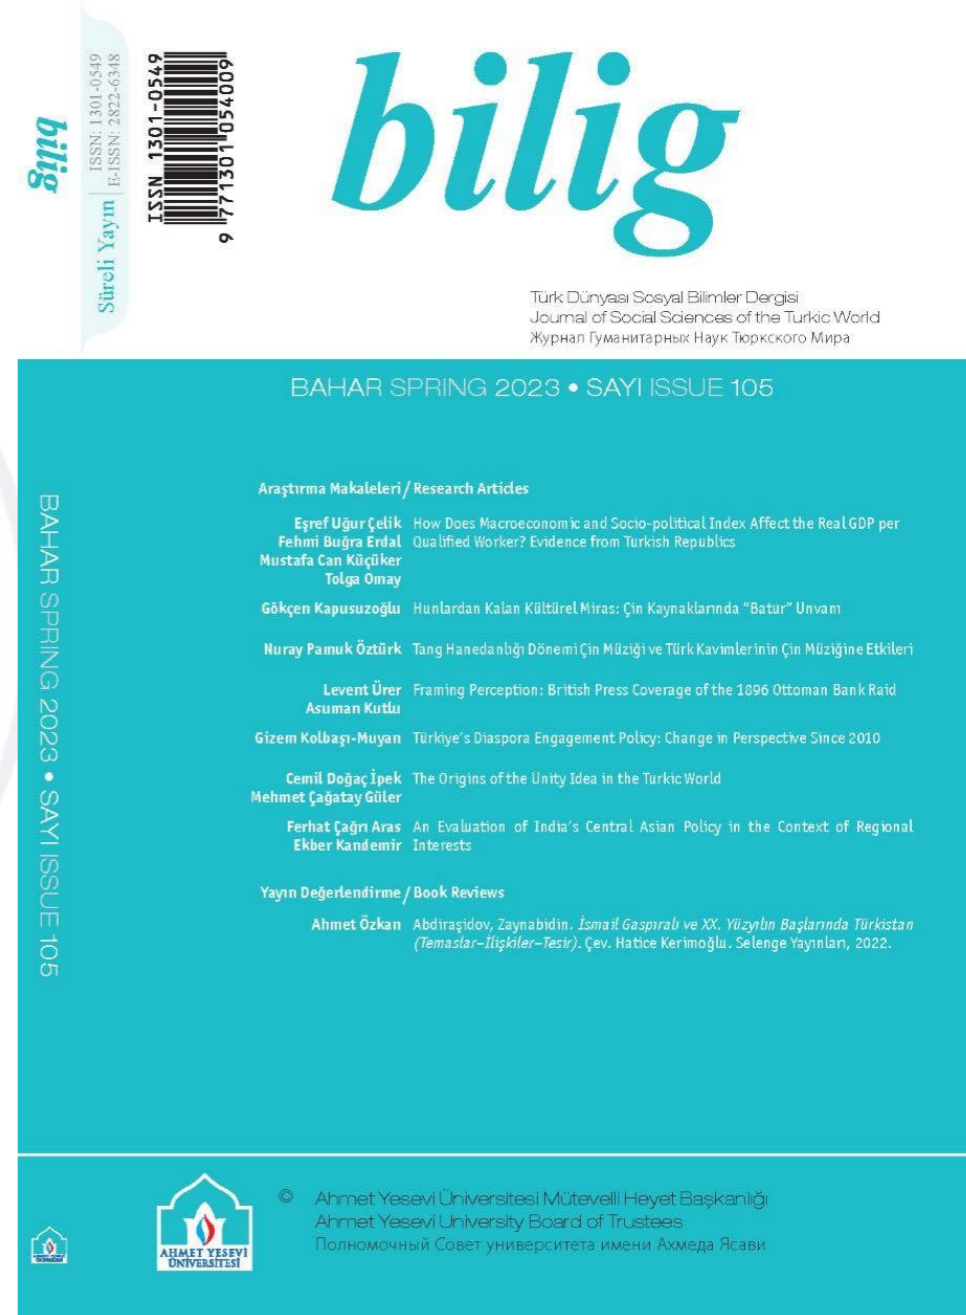 bilig
Süreli Yayın
ISSN: 1301-0549
E-ISSN: 2822-6348
ISSN 1301-0549
9 771301 054009
bilig
Türk Dünyası Sosyal Bilimler Dergisi
Journal of Social Sciences of the Turkic World
Журнал Гуманитарных Наук Тюркского Мира
BAHAR SPRING 2023 • SAYI ISSUE 105
BAHAR SPRING 2023 • SAYI ISSUE 105
Araştırma Makaleleri / Research Articles
Eşref Uğur Çelik How Does Macroeconomic and Socio-political Index Affect the Real GDP per
Fehmi Buğra Erdal Qualified Worker? Evidence from Turkish Republics
Mustafa Can Küçüker
Tolga Omay
Gökçen Kapusuzoğlu Hunlardan Kalan Kültürel Miras: Çin Kaynaklarında “Batur” Unvanı
Nuray Pamuk Öztürk Tang Hanedanlığı Dönemi Çin Müziği ve Türk Kavimlerinin Çin Müziğine Etkileri
Levent Ürer Framing Perception: British Press Coverage of the 1896 Ottoman Bank Raid
Asuman Kutlu
Gizem Kolbaşı-Muyan Türkiye’s Diaspora Engagement Policy: Change in Perspective Since 2010
Cemil Doğaç İpek The Origins of the Unity Idea in the Turkic World
Mehmet Çağatay Güler
Ferhat Çağrı Aras An Evaluation of India’s Central Asian Policy in the Context of Regional
Ekber Kandemir Interests
Yayın Değerlendirme / Book Reviews
Ahmet Özkan Abdiraşidov, Zaynabidin. İsmail Gaspıralı ve XX. Yüzyılın Başlarında Türkistan
(Temaslar–İlişkiler–Tesir). Çev. Hatice Kerimoğlu. Selenge Yayınları, 2022.
AHMET YESEVİ
ÜNİVERSİTESİ
© Ahmet Yesevi Üniversitesi Mütevelli Heyet Başkanlığı
Ahmet Yesevi University Board of Trustees
Полномочный Совет университета имени Ахмеда Ясави